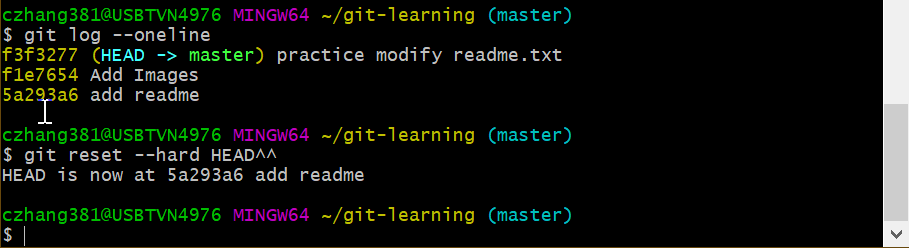 czhang381@USBTVN4976 MINGW64 ~/git-learning (master)
$ git log --oneline
f3f3277 (HEAD -> master) practice modify readme.txt
f1e7654 Add Images
5a293a6 add readme
czhang381@USBTVN4976 MINGW64 ~/git-learning (master)
$ git reset --hard HEAD^^
HEAD is now at 5a293a6 add readme
czhang381@USBTVN4976 MINGW64 ~/git-learning (master)
$